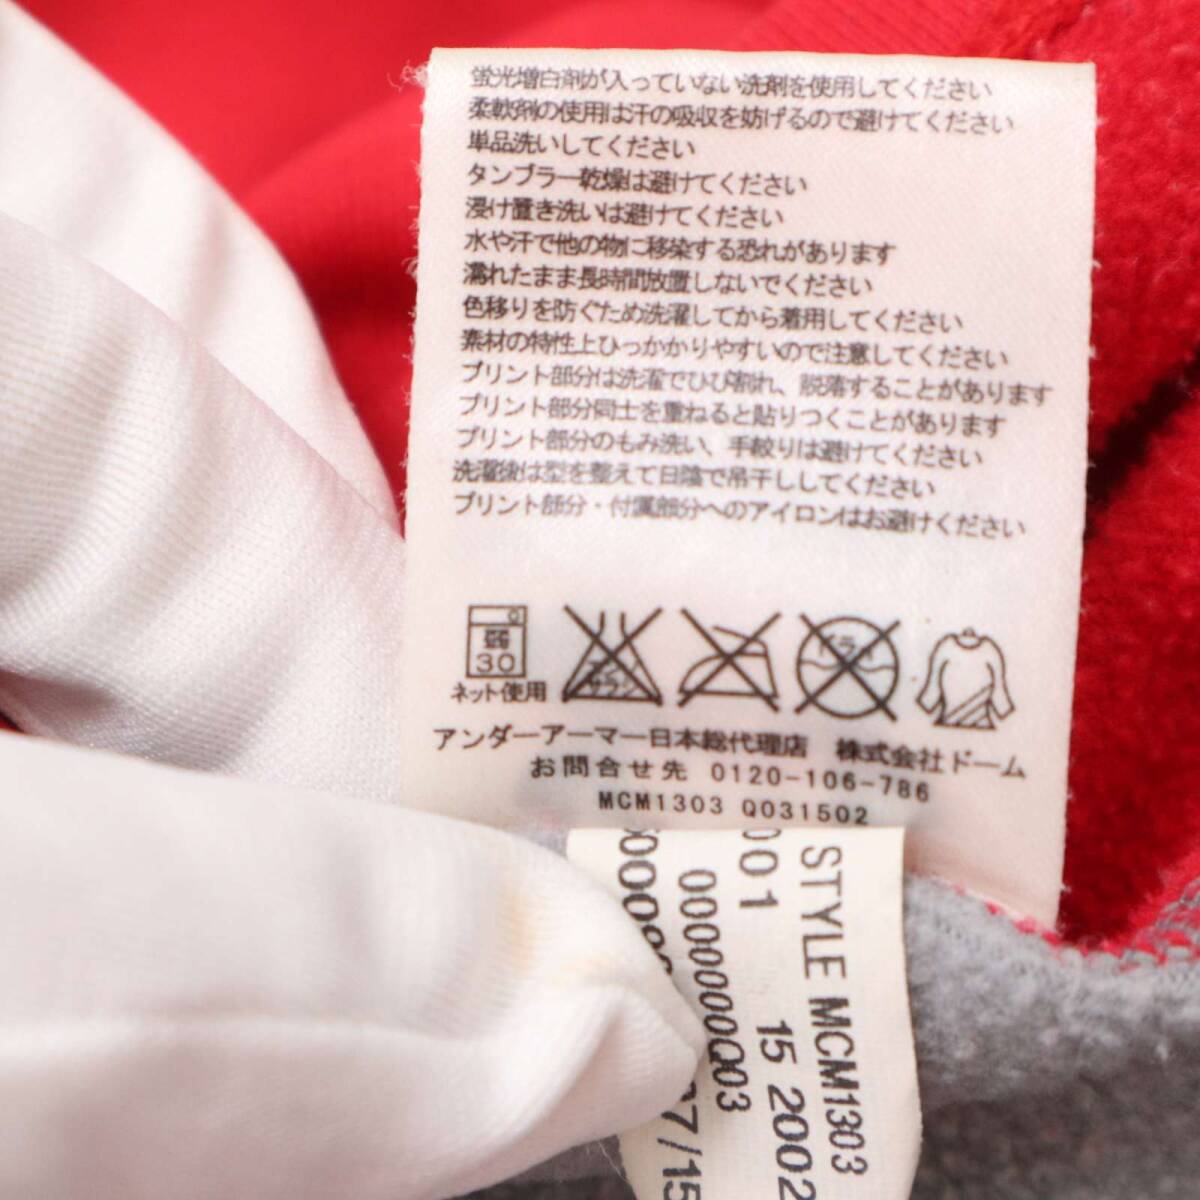 蛍光増白剤が入っていない洗剤を使用してください
柔軟剤の使用は汗の吸収を妨げるので避けてください
単品洗いしてください
タンブラー乾燥は避けてください
浸け置き洗いは避けてください
水や汗で他の物に移染する恐れがあります
濡れたまま長時間放置しないでください
色移りを防ぐため洗濯してから着用してください
素材の特性上ひっかかりやすいので注意してください
プリント部分は洗濯でひび割れ、脱落することがあります
プリント部分同士を重ねると貼りつくことがあります
プリント部分のもみ洗い、手絞りは避けてください
洗濯後は型を整えて日陰で吊干ししてください
プリント部分・付属部分へのアイロンはお避けください
弱
30
ネット使用
エンソ
サラシ
ドライ
アンダーアーマー日本総代理店 株式会社ドーム
お問合せ先 0120-106-786
MCM1303 Q031502
STYLE MCM1303
001 15 2002
000000Q03
07/15